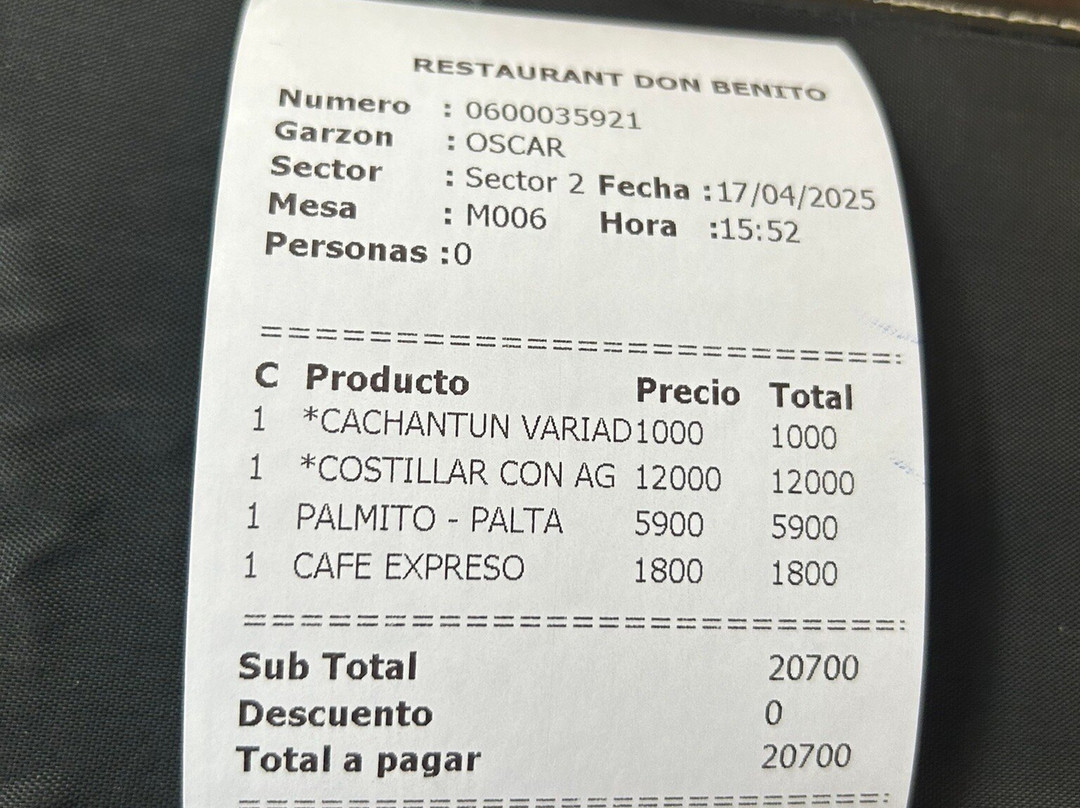 RESTAURANT DON BENITO
Numero : 0600035921
Garzon : OSCAR
Sector : Sector 2 Fecha :17/04/2025
Mesa : M006 Hora :15:52
Personas :0
==========================
C Producto Precio Total
1 *CACHANTUN VARIAD1000 1000
1 *COSTILLAR CON AG 12000 12000
1 PALMITO - PALTA 5900 5900
1 CAFE EXPRESO 1800 1800
==========================
Sub Total 20700
Descuento 0
Total a pagar 20700
==========================